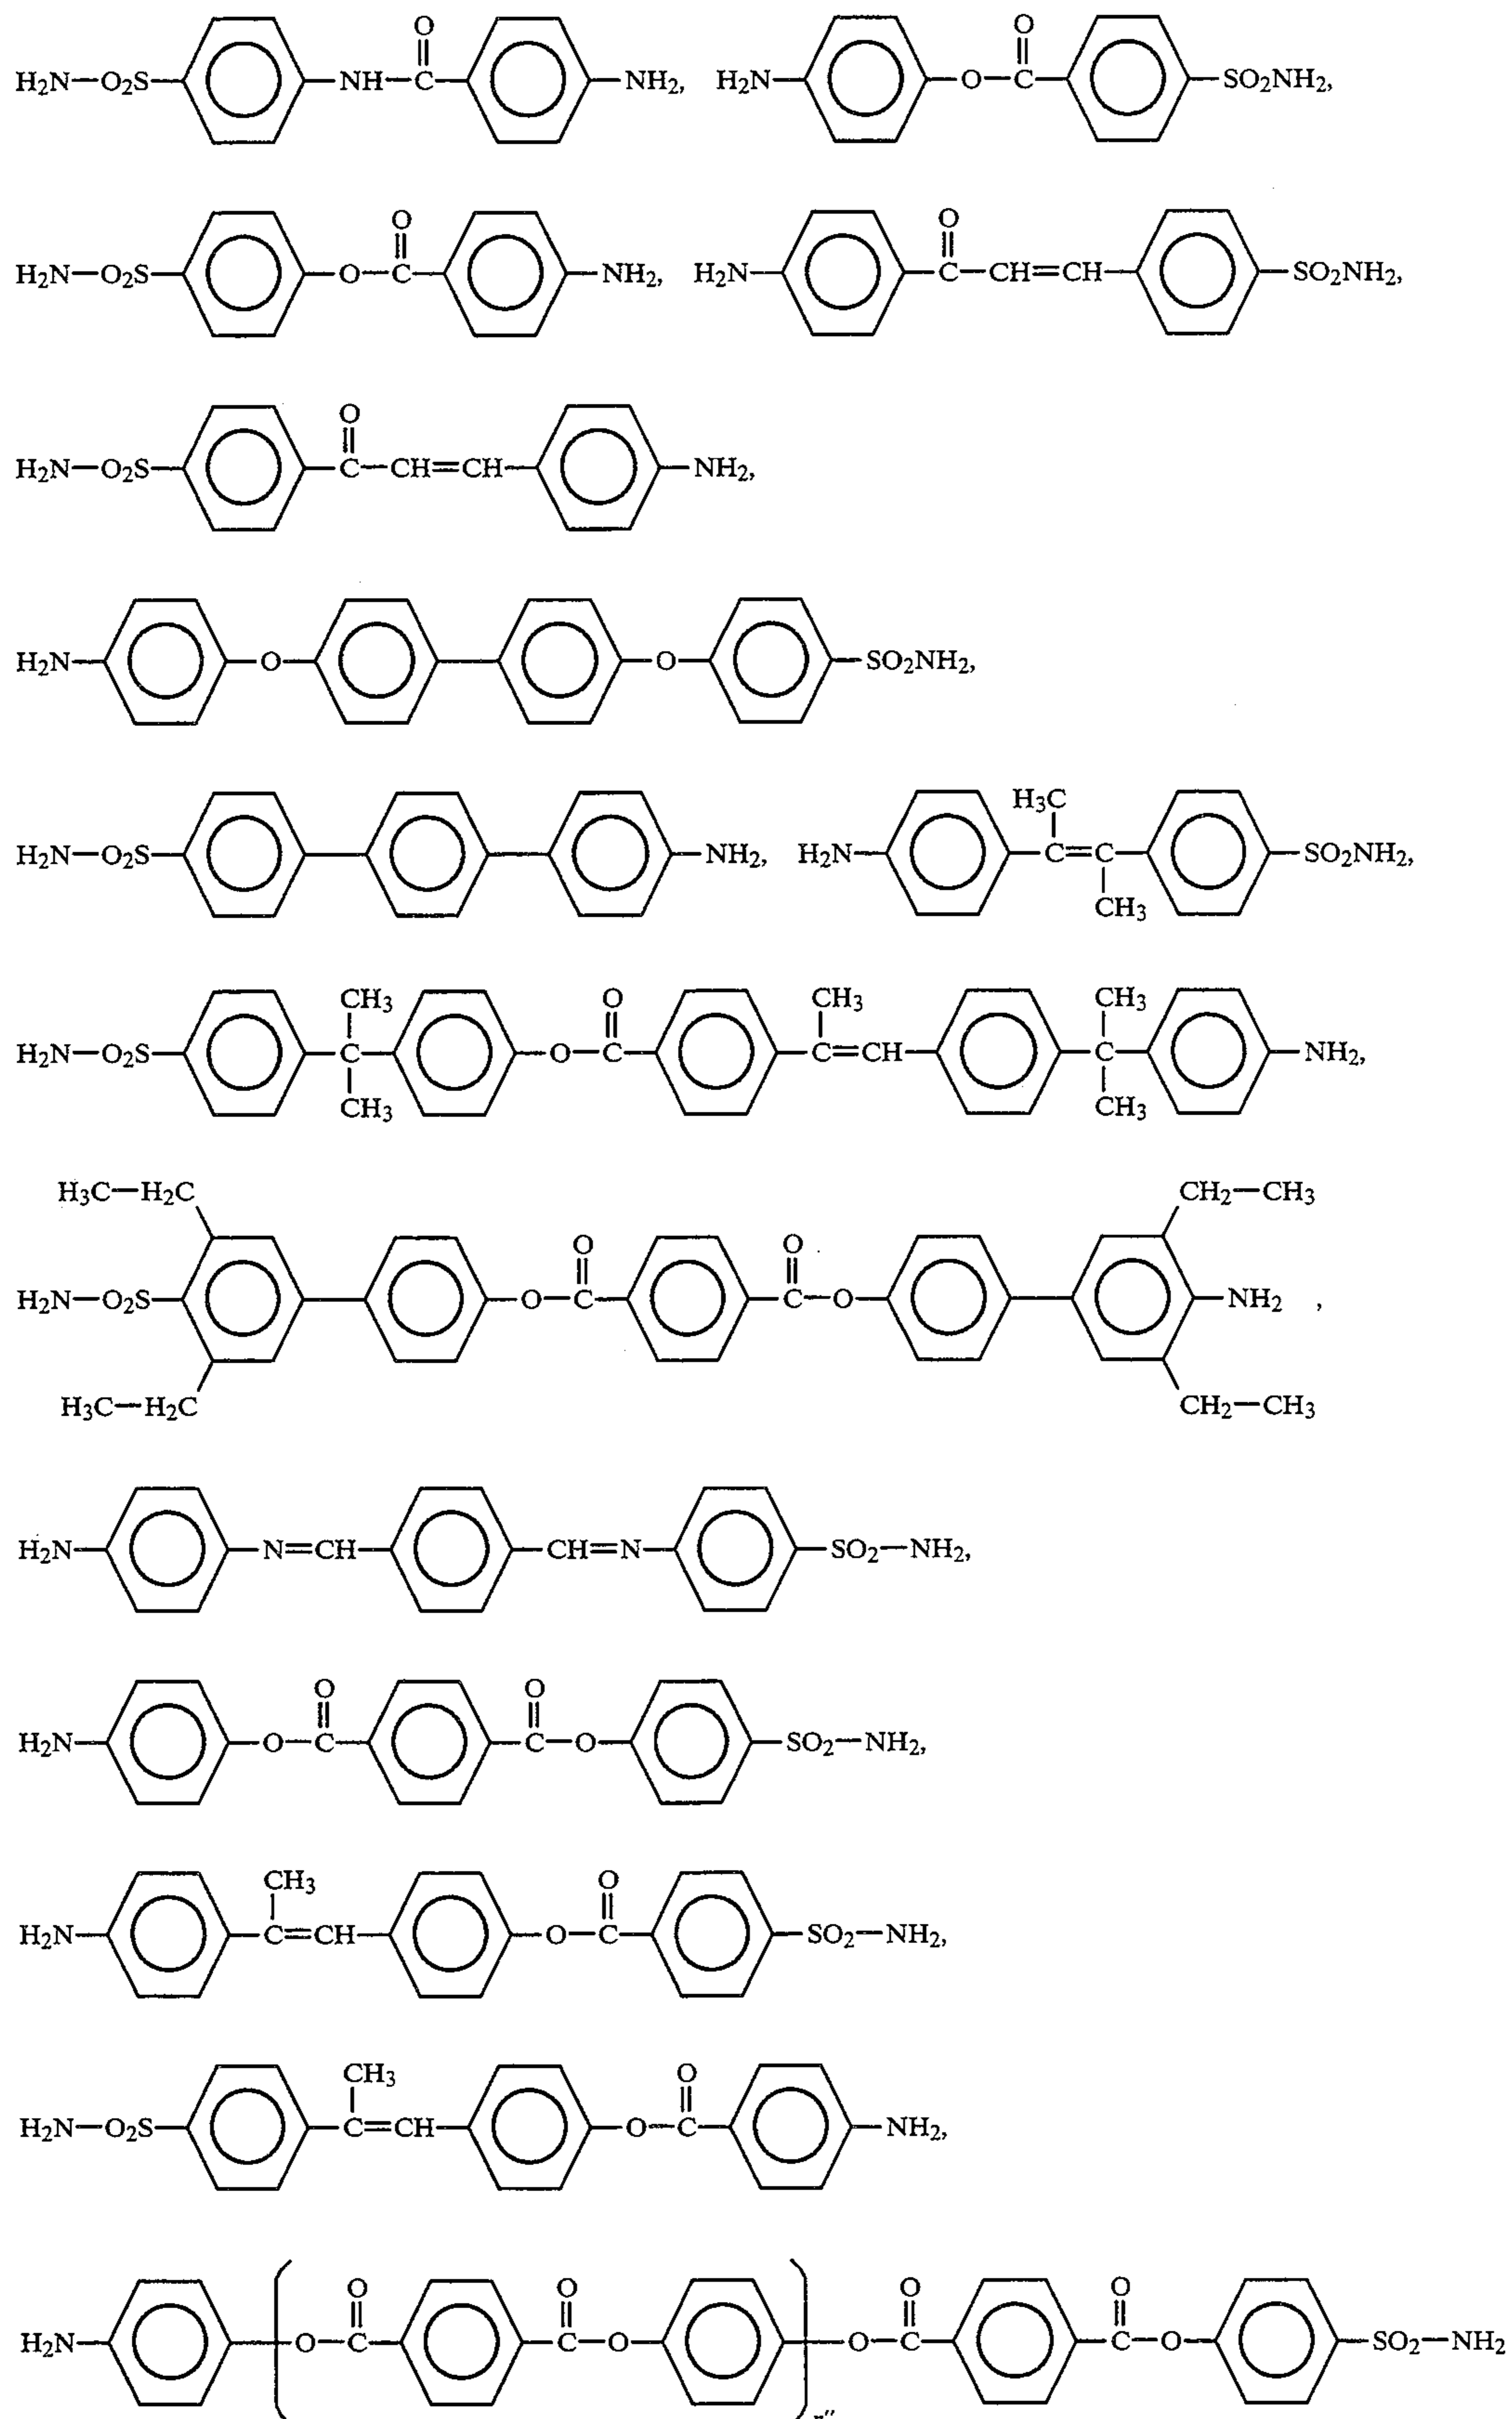 O O
H2N—O2S NH—C NH2, H2N O—C SO2NH2,
O O
H2N—O2S O—C NH2, H2N C—CH=CH SO2NH2,
O
H2N—O2S C—CH=CH NH2,
H2N O O SO2NH2,
H3C
H2N—O2S NH2, H2N C=C SO2NH2,
CH3
CH3 O CH3 CH3
H2N—O2S C O—C C=CH C NH2,
CH3 CH3
H3C—H2C CH2—CH3
O O
H2N—O2S O—C C—O NH2 ,
H3C—H2C CH2—CH3
H2N N=CH CH=N SO2—NH2,
O O
H2N O—C C—O SO2—NH2,
CH3 O
H2N C=CH O—C SO2—NH2,
CH3 O
H2N—O2S C=CH O—C NH2,
O O O O
H2N O—C C—O O—C C—O SO2—NH2